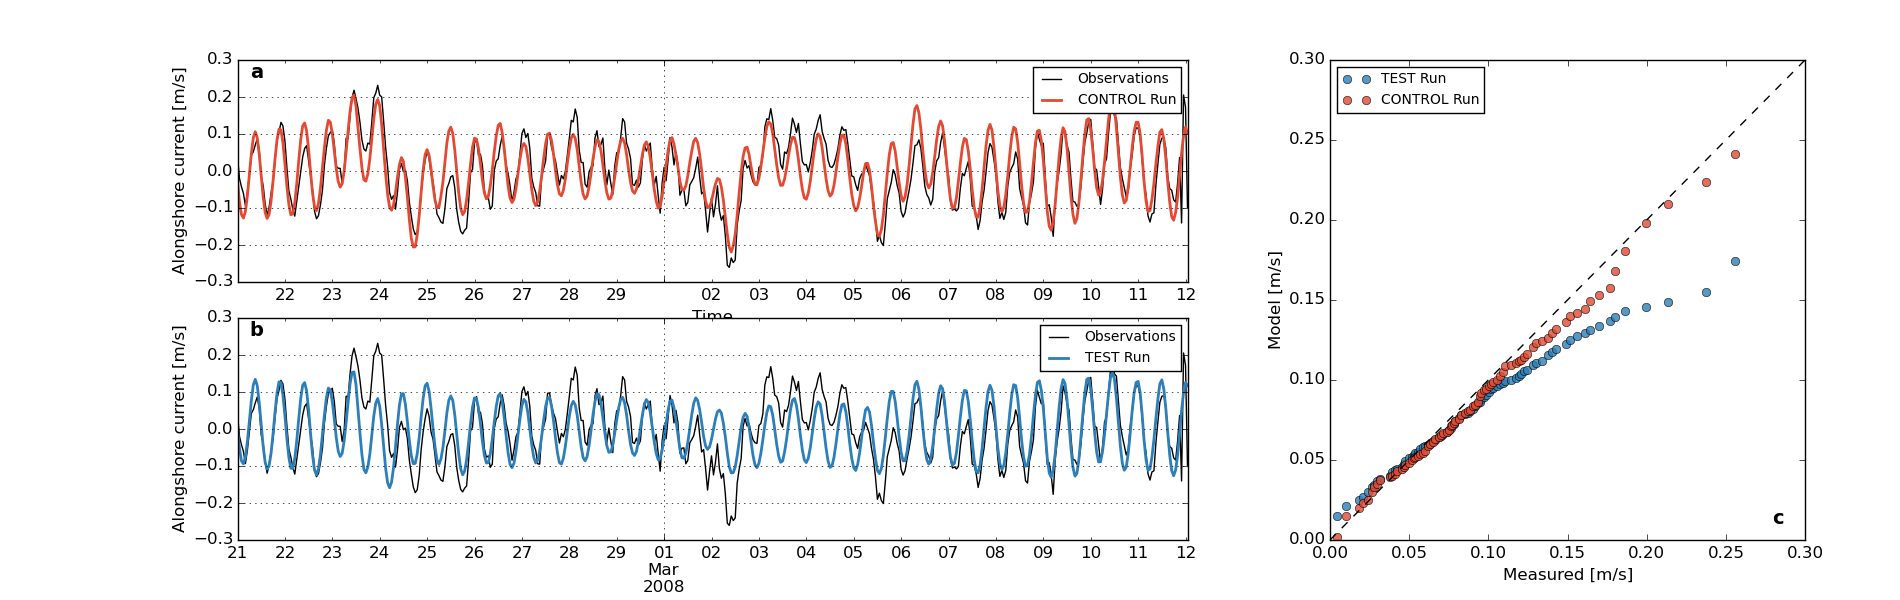 a
Observations
CONTROL Run
Alongshore current [m/s]
0.3
0.2
0.1
0.0
−0.1
−0.2
−0.3
22 23 24 25 26 27 28 29 02 03 04 05 06 07 08 09 10 11 12
Time
b
Observations
TEST Run
Alongshore current [m/s]
0.3
0.2
0.1
0.0
−0.1
−0.2
−0.3
21 22 23 24 25 26 27 28 29 01 02 03 04 05 06 07 08 09 10 11 12
Mar
2008
TEST Run
CONTROL Run
Model [m/s]
0.30
0.25
0.20
0.15
0.10
0.05
0.00
c
0.00 0.05 0.10 0.15 0.20 0.25 0.30
Measured [m/s]